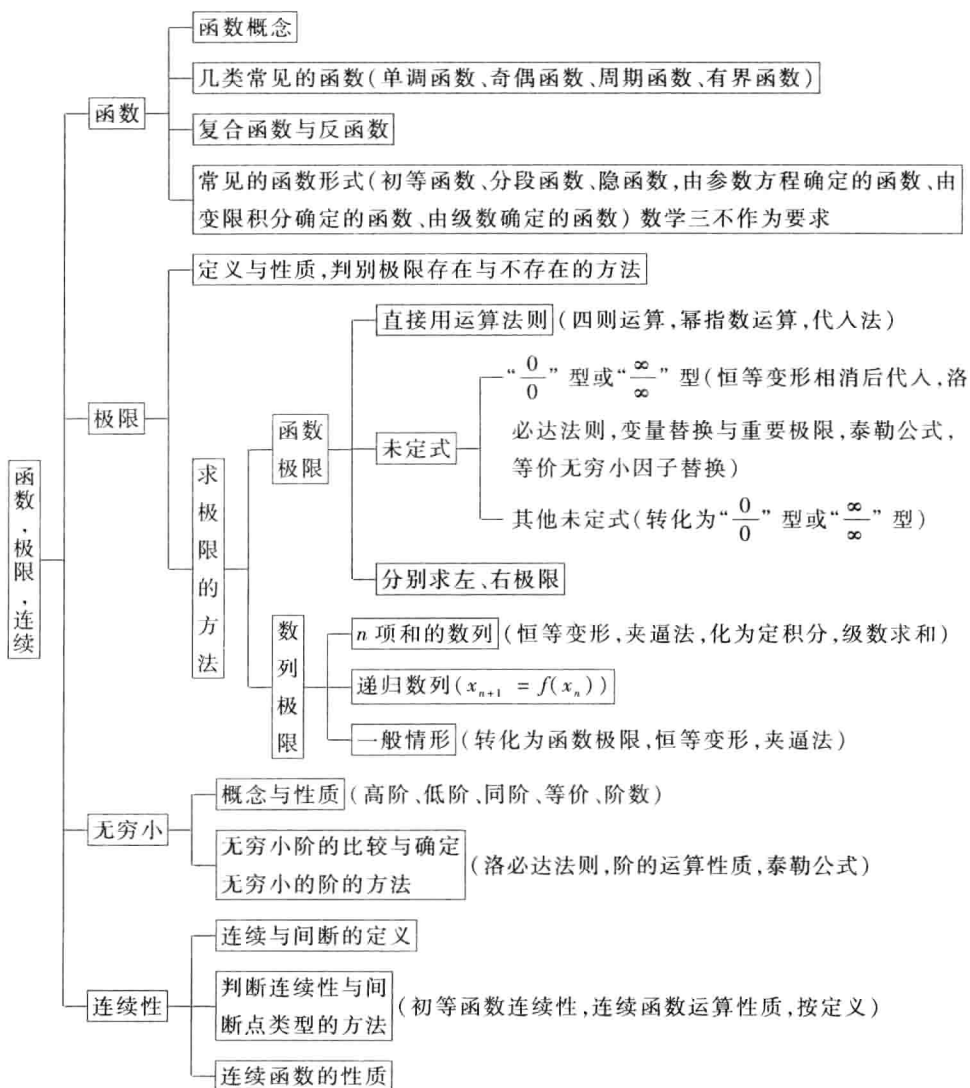 函数概念
几类常见的函数(单调函数、奇偶函数、周期函数、有界函数)
函数
复合函数与反函数
常见的函数形式(初等函数、分段函数、隐函数,由参数方程确定的函数、由
变限积分确定的函数、由级数确定的函数)数学三不作为要求
定义与性质,判别极限存在与不存在的方法
直接用运算法则(四则运算,幂指数运算,代入法)
“0/0”型或“∞/∞”型(恒等变形相消后代入,洛
极限
函数
极限
未定式
必达法则,变量替换与重要极限,泰勒公式,
等价无穷小因子替换)
函数,极限,连续
求极限的方法
其他未定式(转化为“0/0”型或“∞/∞”型)
分别求左、右极限
数列极限
n 项和的数列(恒等变形,夹逼法,化为定积分,级数求和)
递归数列(xₙ₊₁ = f(xₙ))
一般情形(转化为函数极限,恒等变形,夹逼法)
概念与性质(高阶、低阶、同阶、等价、阶数)
无穷小
无穷小阶的比较与确定
无穷小的阶的方法
(洛必达法则,阶的运算性质,泰勒公式)
连续与间断的定义
连续性
判断连续性与间
断点类型的方法
(初等函数连续性,连续函数运算性质,按定义)
连续函数的性质